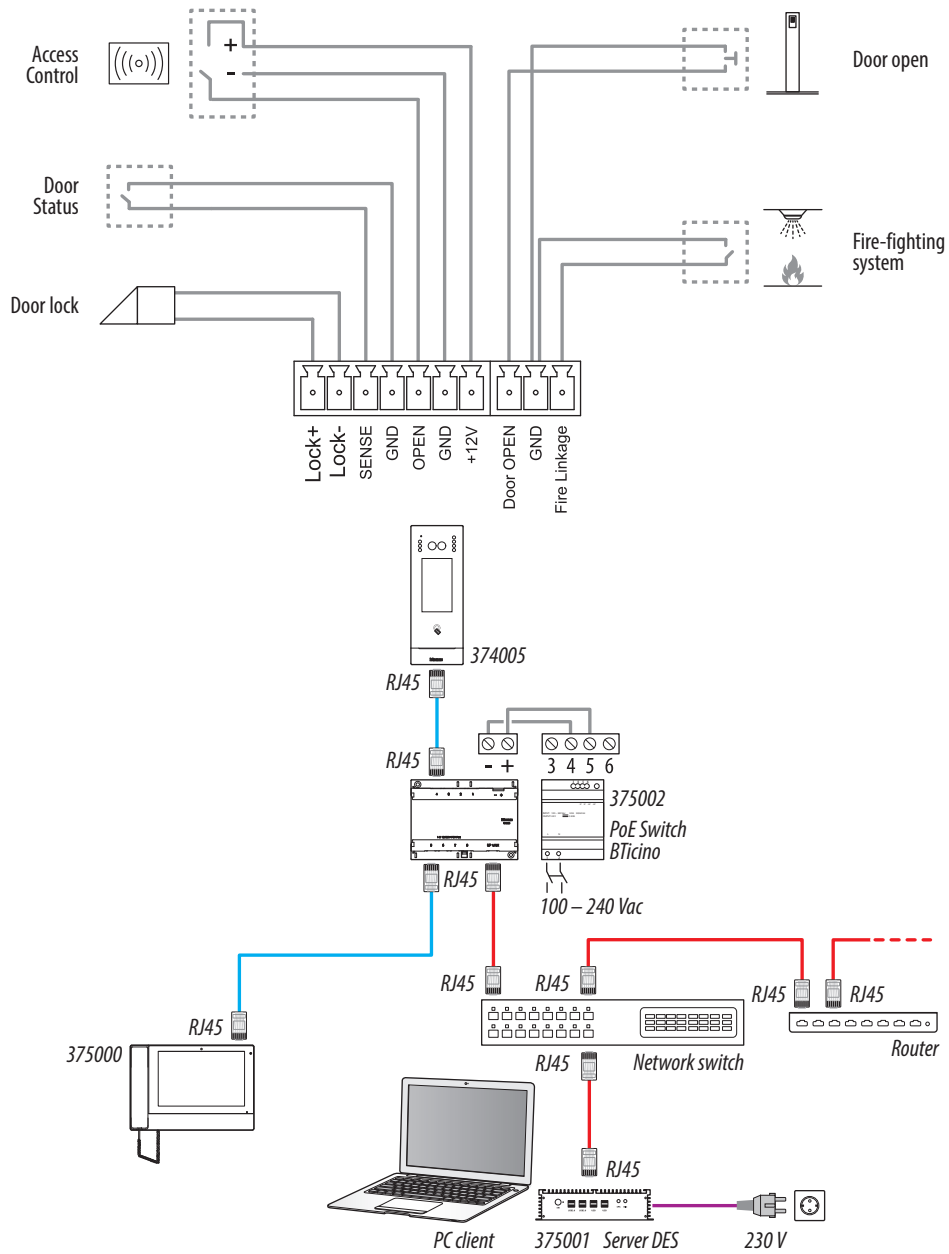 Access
Control
+
-
Door open
Door
Status
Fire-fighting
system
Door lock
Lock+
Lock-
SENSE
GND
OPEN
GND
+12V
Door OPEN
GND
Fire Linkage
374005
RJ45
RJ45
- +
3 4 5 6
375002
PoE Switch
BTicino
RJ45
100 – 240 Vac
RJ45
RJ45
RJ45
RJ45
RJ45
375000
RJ45
Network switch
Router
RJ45
PC client
375001
Server DES
230 V